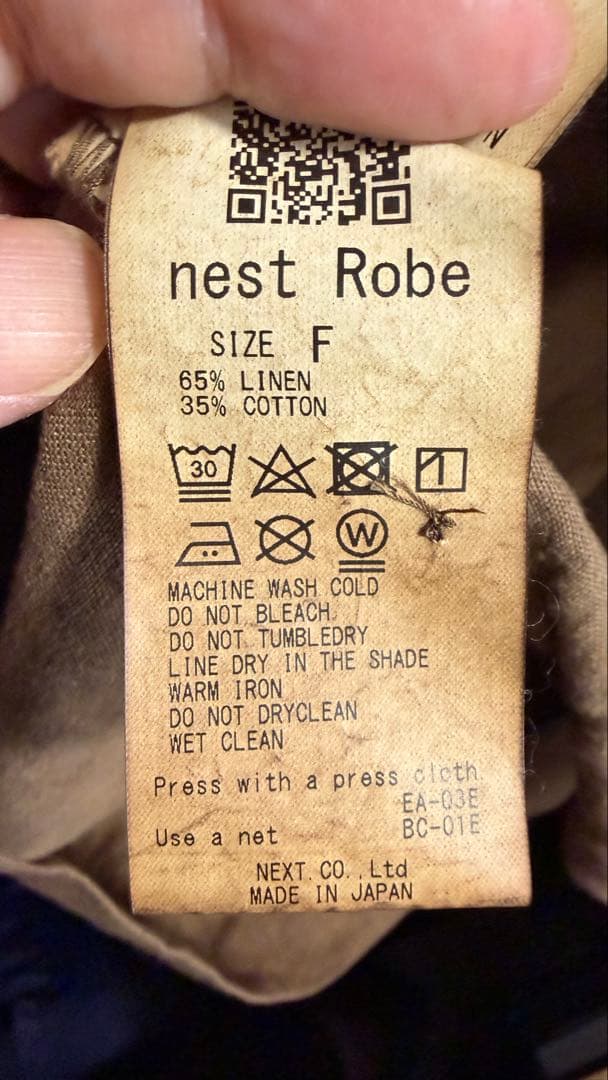 nest Robe
SIZE F
65% LINEN
35% COTTON
30
W
MACHINE WASH COLD
DO NOT BLEACH.
DO NOT TUMBLEDRY
LINE DRY IN THE SHADE
WARM IRON
DO NOT DRYCLEAN
WET CLEAN
Press with a press cloth
EA-03E
Use a net BC-01E
NEXT.CO.,Ltd
MADE IN JAPAN